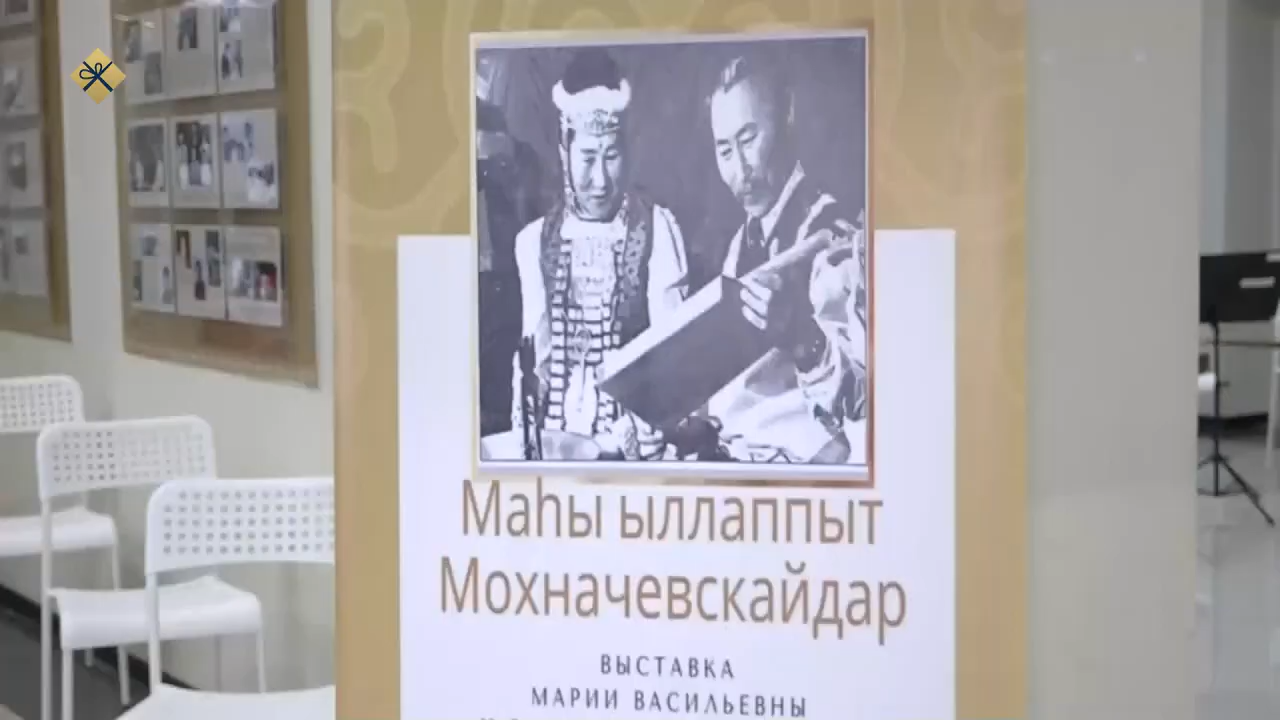 Маһы ыллаппыт
Мохначевскайдар
ВЫСТАВКА
МАРИИ ВАСИЛЬЕВНЫ